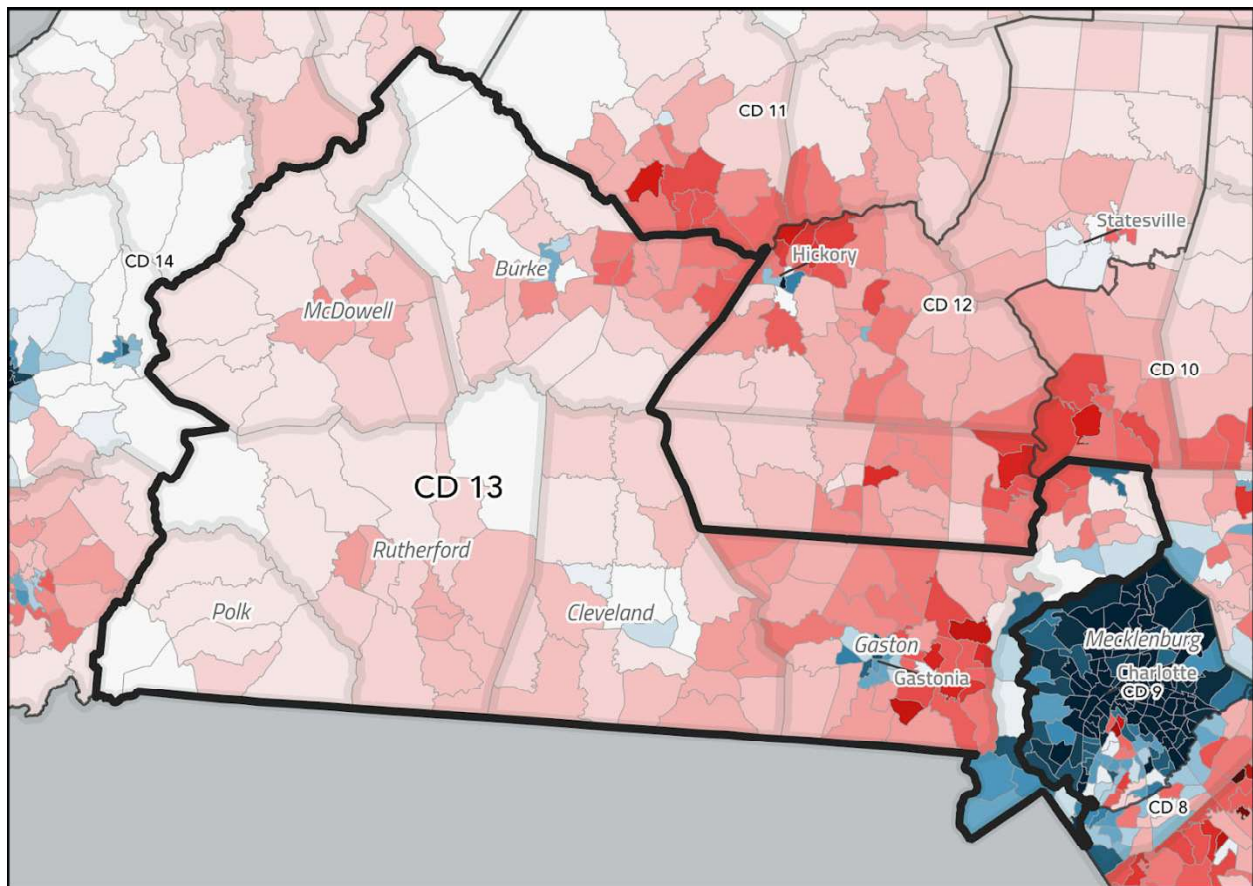 CD 11
Statesville
Hickory
CD 14
Burke
McDowell
CD 12
CD 10
CD 13
Rutherford
Polk
Cleveland
Gaston
Gastonia
Mecklenburg
Charlotte
CD 9
CD 8